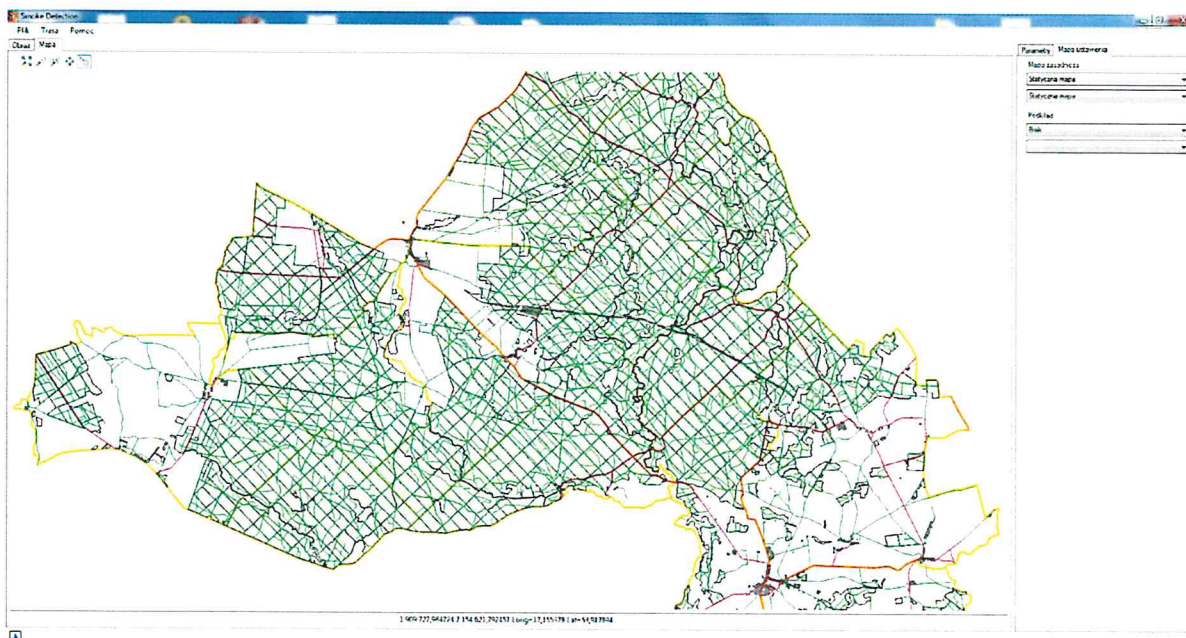 Smoke Detection
Plik Trasa Pomoc
Obraz Mapa
Parametry Mapa ustawienia
Mapa zasadnicza
Statyczna mapa
Statyczna mapa
Podkład
Brak